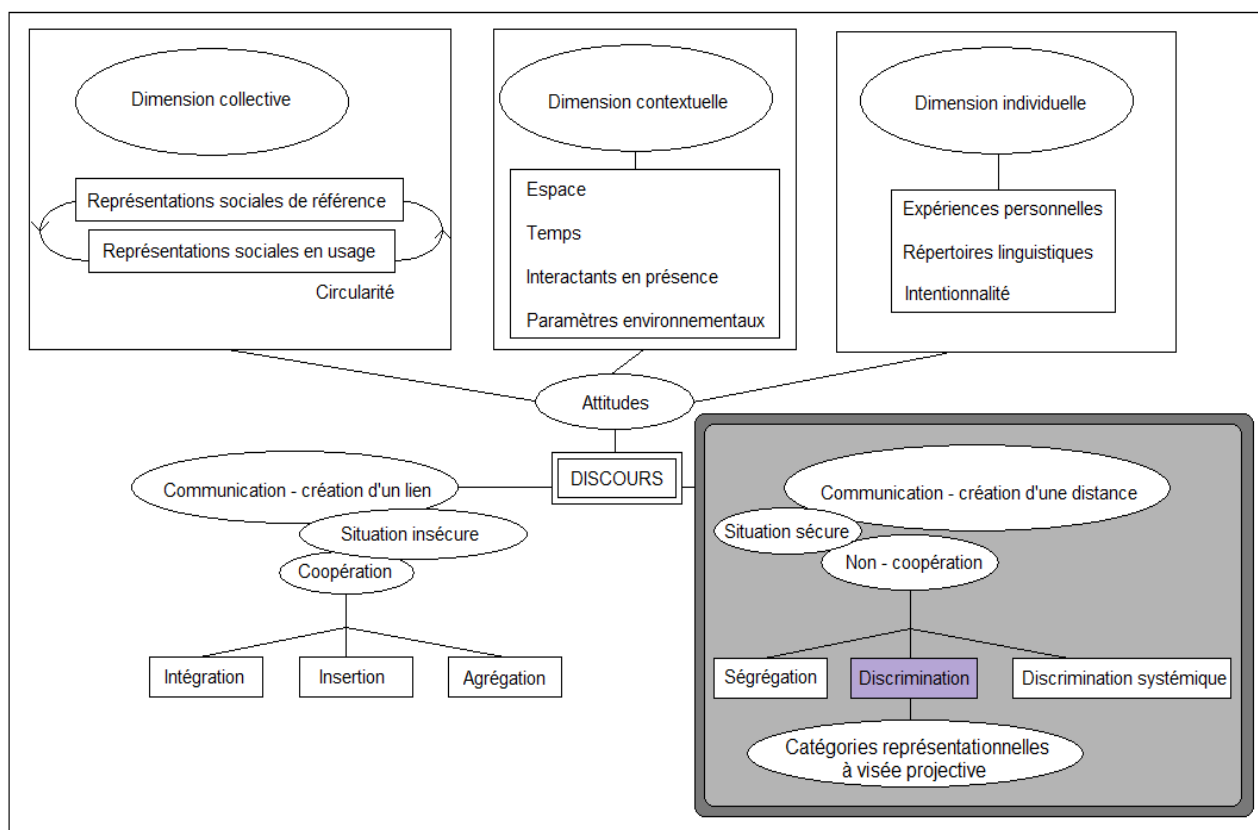 Dimension collective
Représentations sociales de référence
Représentations sociales en usage
Circularité
Dimension contextuelle
Espace
Temps
Interactants en présence
Paramètres environnementaux
Dimension individuelle
Expériences personnelles
Répertoires linguistiques
Intentionnalité
Attitudes
DISCOURS
Communication - création d'un lien
Situation insécure
Coopération
Intégration
Insertion
Agrégation
Communication - création d'une distance
Situation sécure
Non - coopération
Ségrégation
Discrimination
Discrimination systémique
Catégories représentationnelles
à visée projective